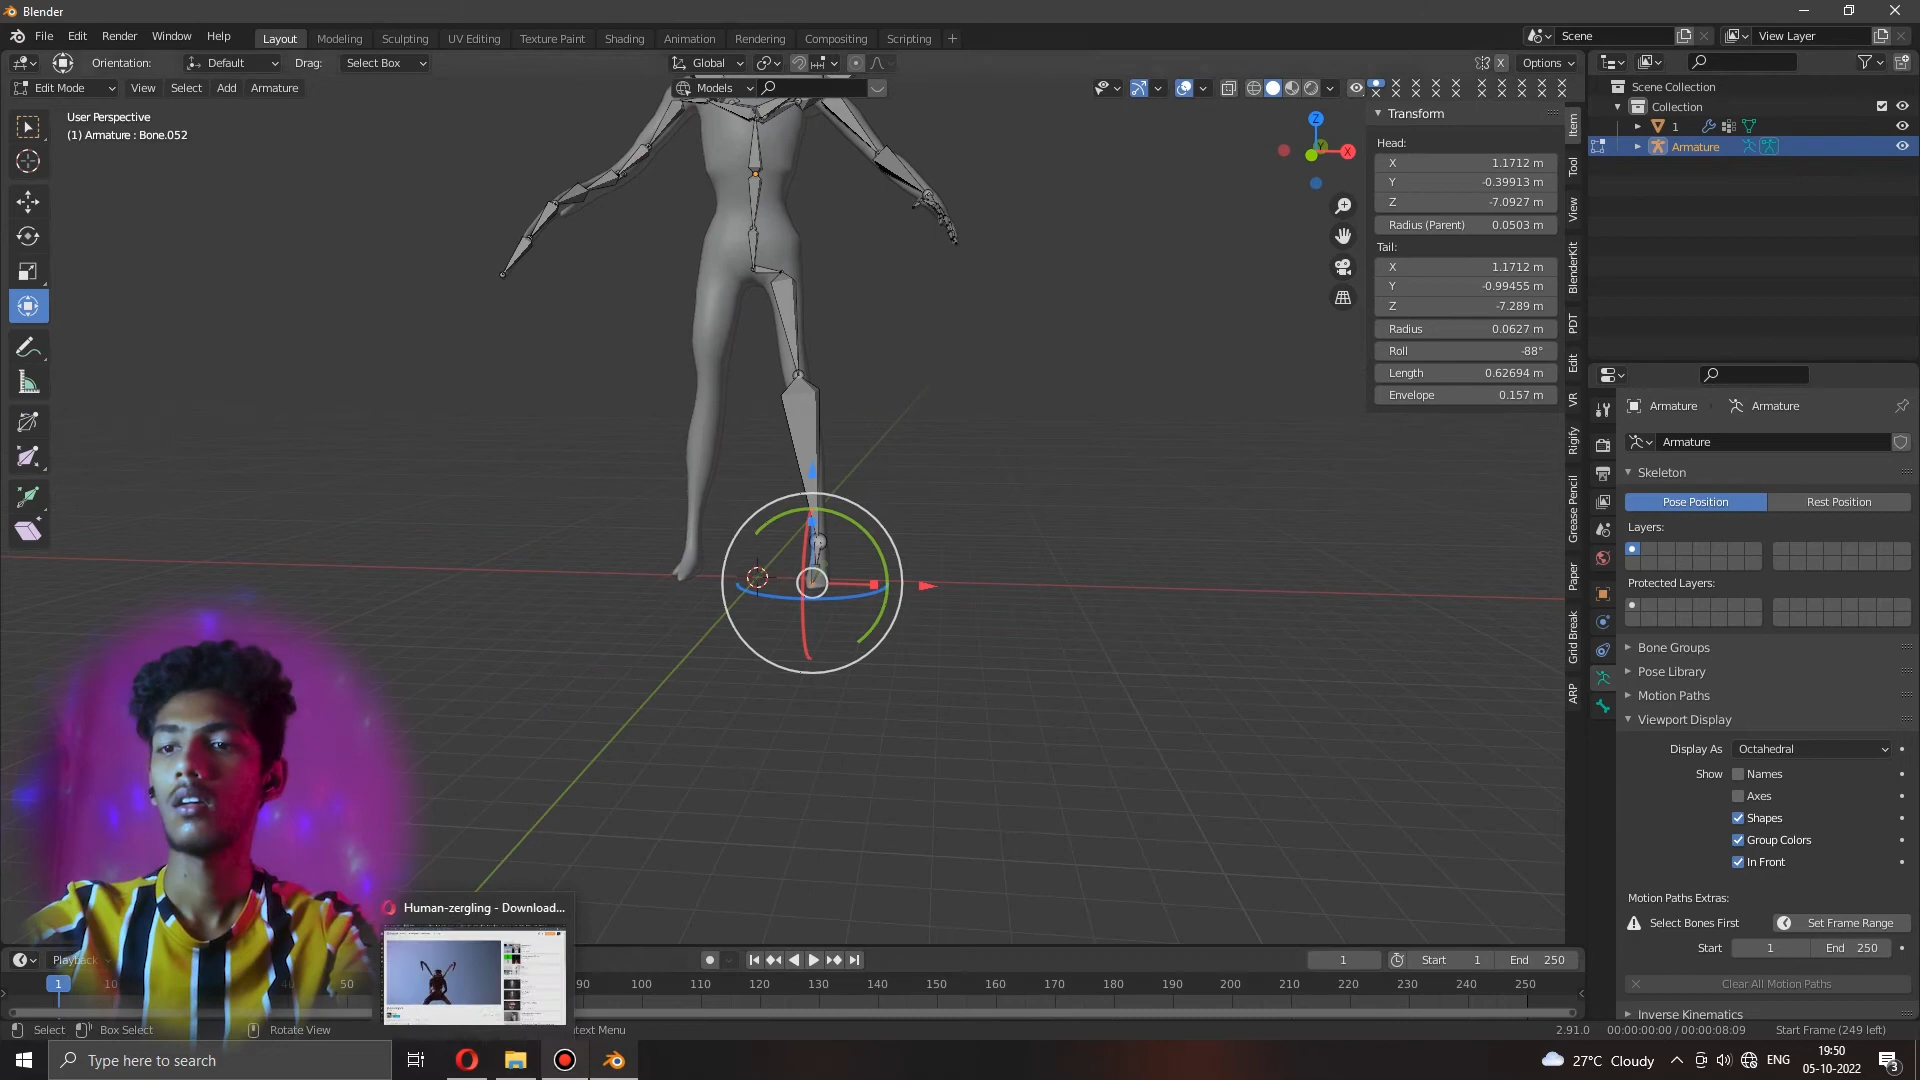 Blender
File Edit Render Window Help
Layout Modeling Sculpting UV Editing Texture Paint Shading Animation Rendering Compositing Scripting +
Scene View Layer
Orientation: Default Drag: Select Box Global X Options
Edit Mode View Select Add Armature Models
User Perspective
(1) Armature : Bone.052
Z
X
Y
Transform
Head:
X 1.1712 m
Y -0.39913 m
Z -7.0927 m
Radius (Parent) 0.0503 m
Tail:
X 1.1712 m
Y -0.99455 m
Z -7.289 m
Radius 0.0627 m
Roll -88°
Length 0.62694 m
Envelope 0.157 m
Item
Tool
View
BlenderKit
PDT
Edit
VR
Rigify
Grease Pencil
Paper
Grid Break
ARP
Scene Collection
Collection
1
Armature
Armature Armature
Armature
Skeleton
Pose Position Rest Position
Layers:
Protected Layers:
Bone Groups
Pose Library
Motion Paths
Viewport Display
Display As Octahedral
Show Names
Axes
Shapes
Group Colors
In Front
Motion Paths Extras:
Select Bones First Set Frame Range
Start 1 End 250
Clear All Motion Paths
Inverse Kinematics
Human-zergling - Download...
Playback 1 Start 1 End 250
1 10 40 50 90 100 110 120 130 140 150 160 170 180 190 200 210 220 230 240 250
Select Box Select Rotate View text Menu 2.91.0 00:00:00:00 / 00:00:08:09 Start Frame (249 left)
Type here to search 27°C Cloudy ENG 19:50
05-10-2022 3